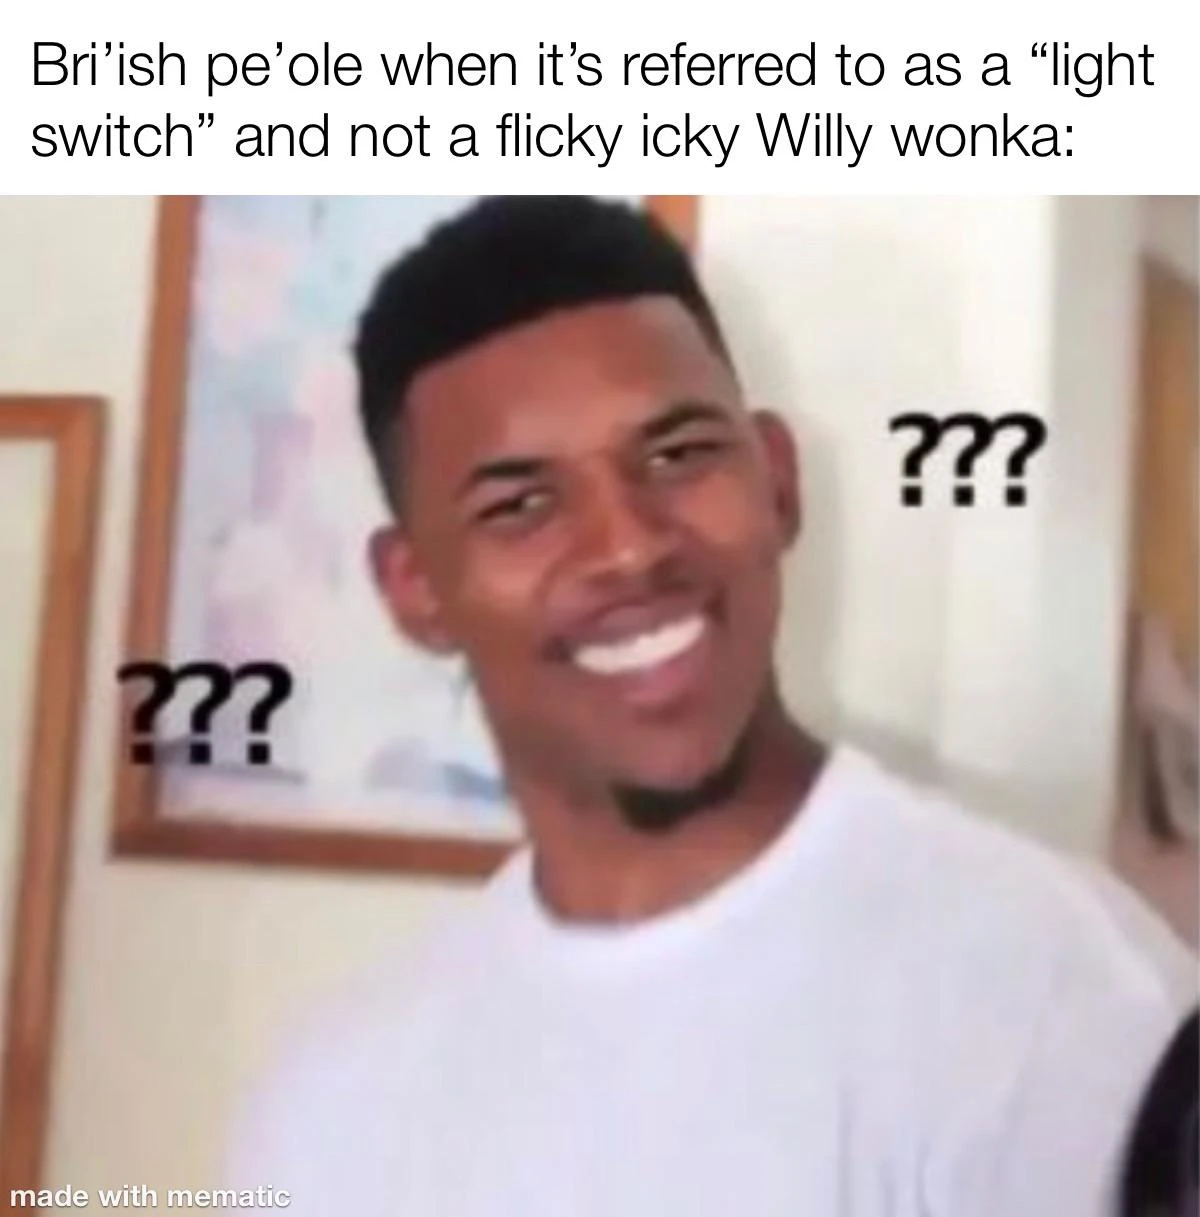 Bri’ish pe’ole when it’s referred to as a “light
switch” and not a flicky icky Willy wonka:
???
???
made with mematic